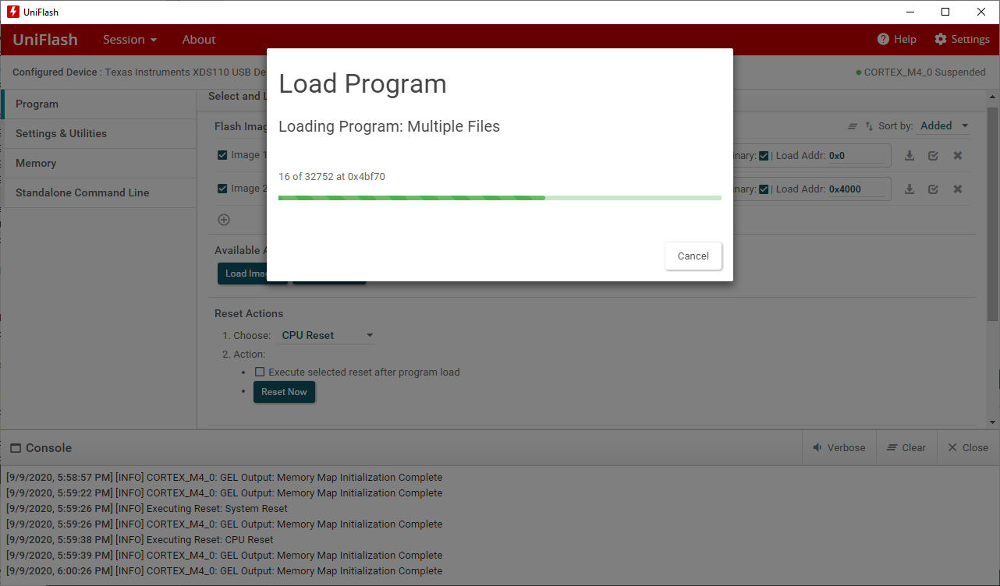 UniFlash
UniFlash Session About Help Settings
Configured Device : Texas Instruments XDS110 USB De
CORTEX_M4_0 Suspended
Program
Settings & Utilities
Memory
Standalone Command Line
Select and L
Flash Imag
Sort by: Added
Image 1
nary: | Load Addr: 0x0
Image 2
nary: | Load Addr: 0x4000
Available A
Load Ima
Load Program
Loading Program: Multiple Files
16 of 32752 at 0x4bf70
Cancel
Reset Actions
1. Choose: CPU Reset
2. Action:
Execute selected reset after program load
Reset Now
Console
Verbose Clear Close
[9/9/2020, 5:58:57 PM] [INFO] CORTEX_M4_0: GEL Output: Memory Map Initialization Complete
[9/9/2020, 5:59:22 PM] [INFO] CORTEX_M4_0: GEL Output: Memory Map Initialization Complete
[9/9/2020, 5:59:26 PM] [INFO] Executing Reset: System Reset
[9/9/2020, 5:59:26 PM] [INFO] CORTEX_M4_0: GEL Output: Memory Map Initialization Complete
[9/9/2020, 5:59:38 PM] [INFO] Executing Reset: CPU Reset
[9/9/2020, 5:59:39 PM] [INFO] CORTEX_M4_0: GEL Output: Memory Map Initialization Complete
[9/9/2020, 6:00:26 PM] [INFO] CORTEX_M4_0: GEL Output: Memory Map Initialization Complete